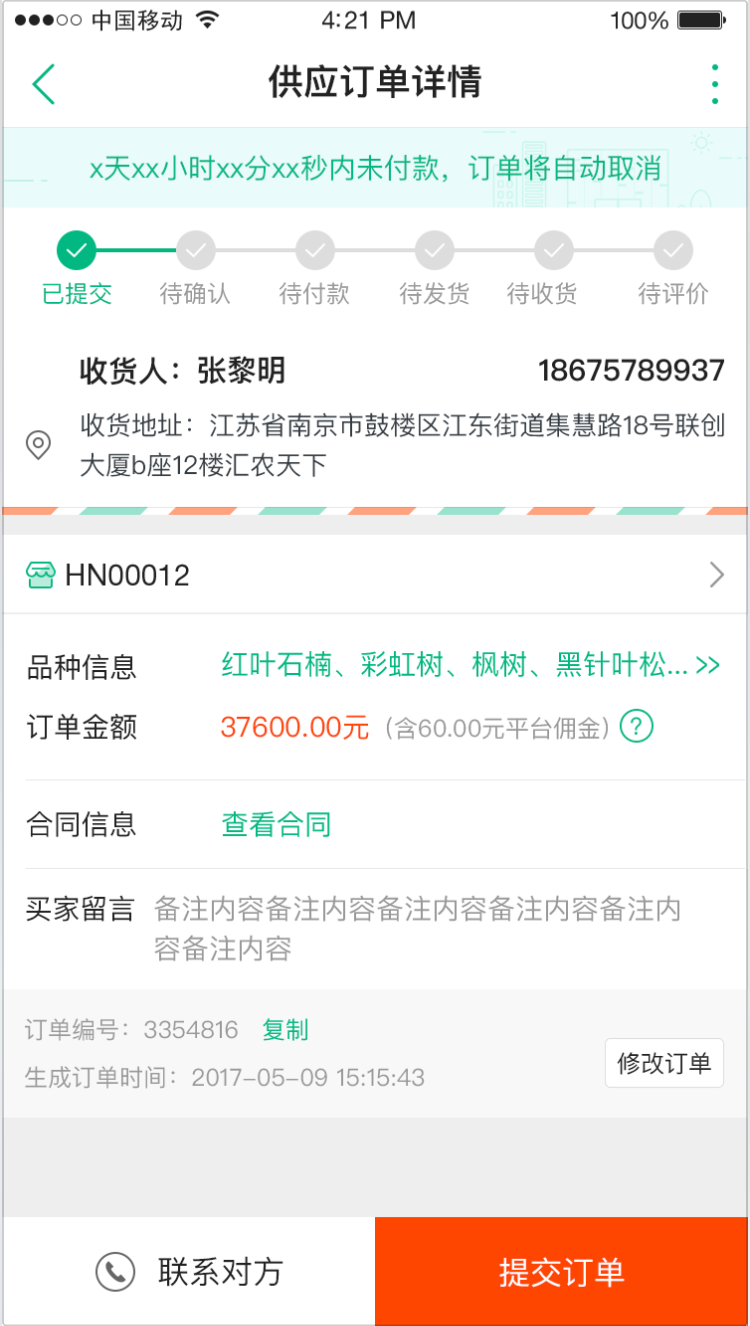 中国移动 4:21 PM 100%
供应订单详情
x天xx小时xx分xx秒内未付款，订单将自动取消
已提交 待确认 待付款 待发货 待收货 待评价
收货人：张黎明 18675789937
收货地址：江苏省南京市鼓楼区江东街道集慧路18号联创
大厦b座12楼汇农天下
HN00012
品种信息 红叶石楠、彩虹树、枫树、黑针叶松... >>
订单金额 37600.00元（含60.00元平台佣金）?
合同信息 查看合同
买家留言 备注内容备注内容备注内容备注内容备注内
容备注内容
订单编号：3354816 复制
修改订单
生成订单时间：2017-05-09 15:15:43
联系对方 提交订单